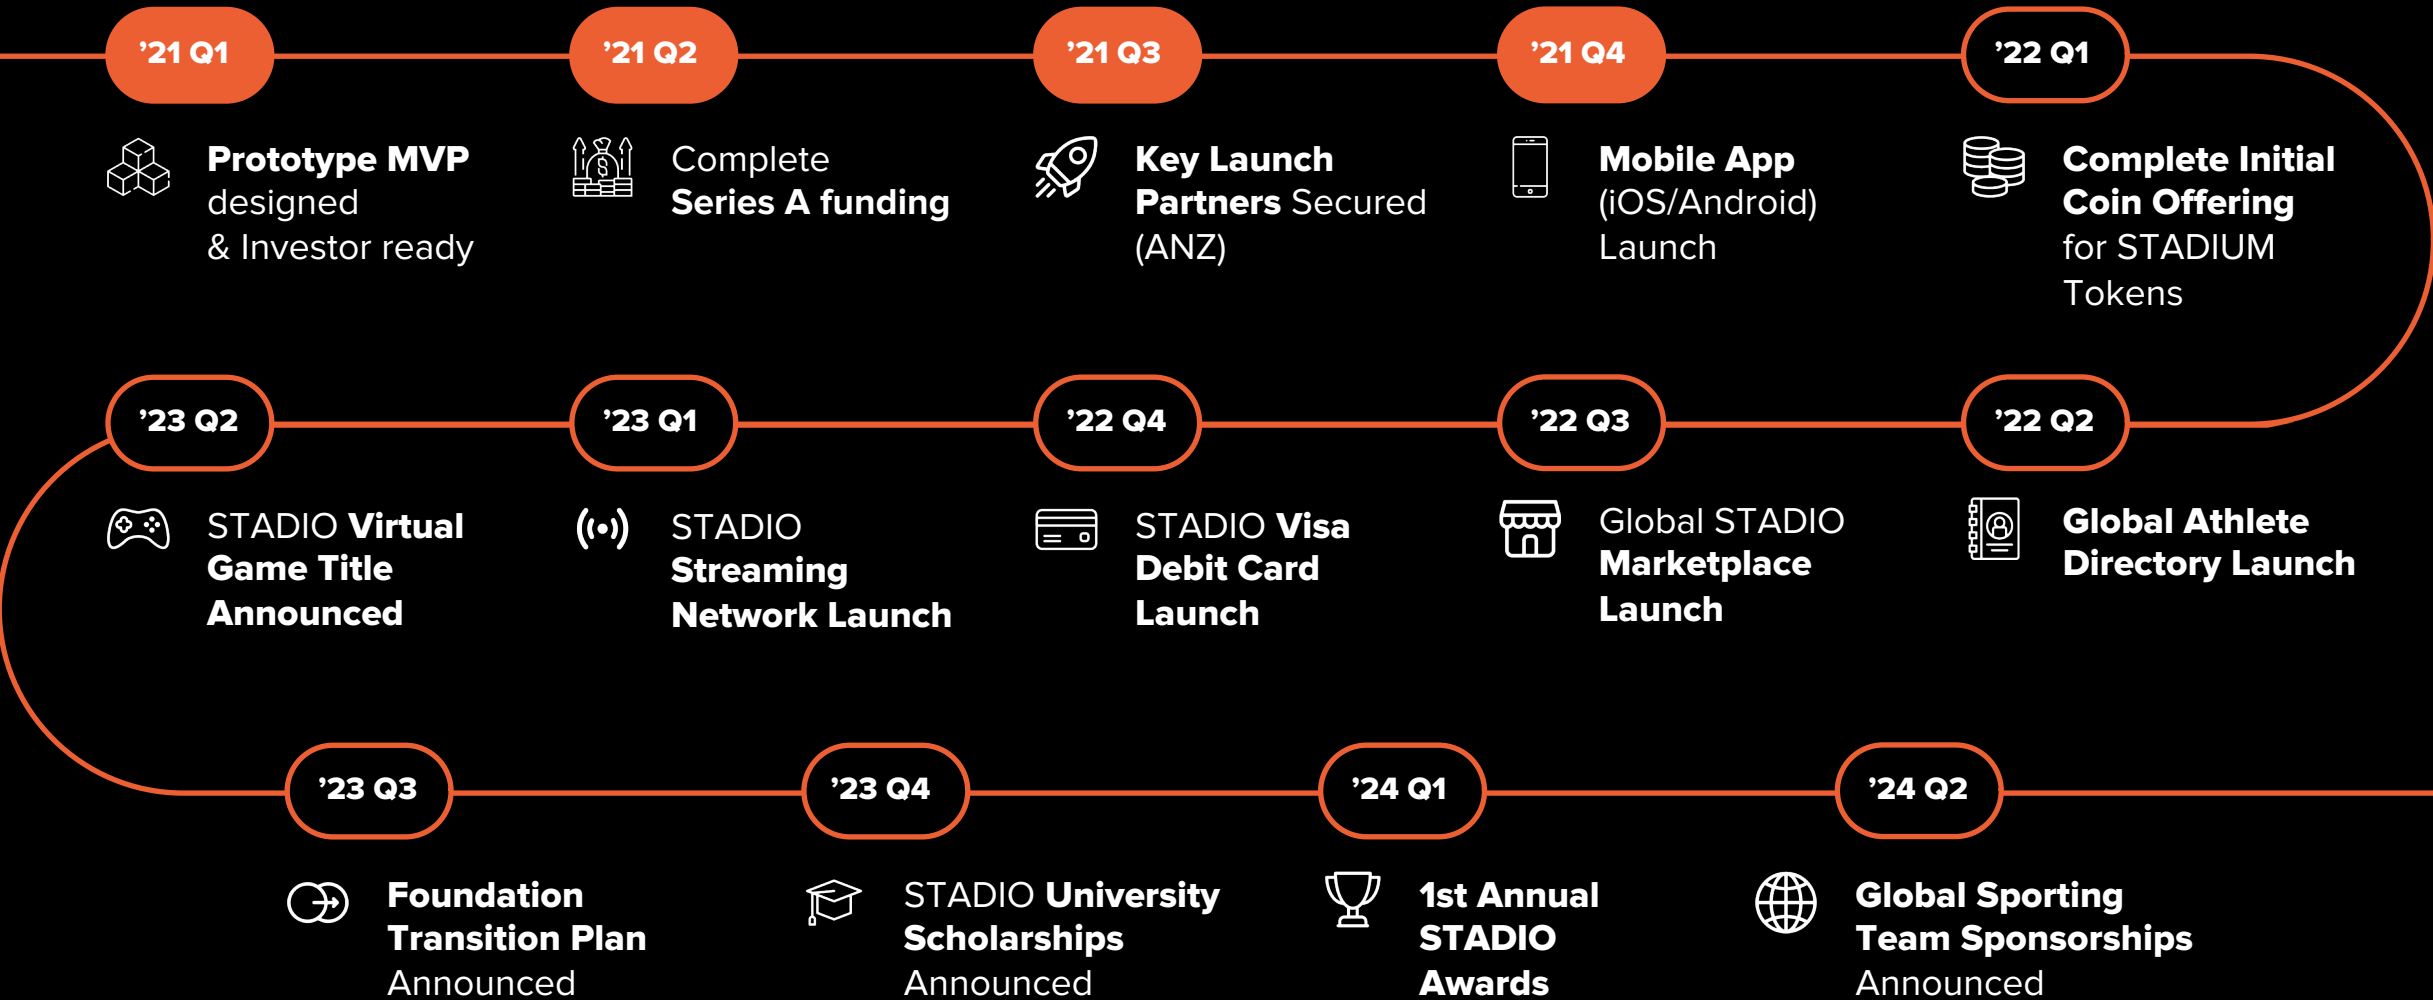 ’21 Q1
Prototype MVP
designed
& Investor ready
’21 Q2
Complete
Series A funding
’21 Q3
Key Launch
Partners Secured
(ANZ)
’21 Q4
Mobile App
(iOS/Android)
Launch
’22 Q1
Complete Initial
Coin Offering
for STADIUM
Tokens
’22 Q2
Global Athlete
Directory Launch
’22 Q3
Global STADIO
Marketplace
Launch
’22 Q4
STADIO Visa
Debit Card
Launch
’23 Q1
STADIO
Streaming
Network Launch
’23 Q2
STADIO Virtual
Game Title
Announced
’23 Q3
Foundation
Transition Plan
Announced
’23 Q4
STADIO University
Scholarships
Announced
’24 Q1
1st Annual
STADIO
Awards
’24 Q2
Global Sporting
Team Sponsorships
Announced